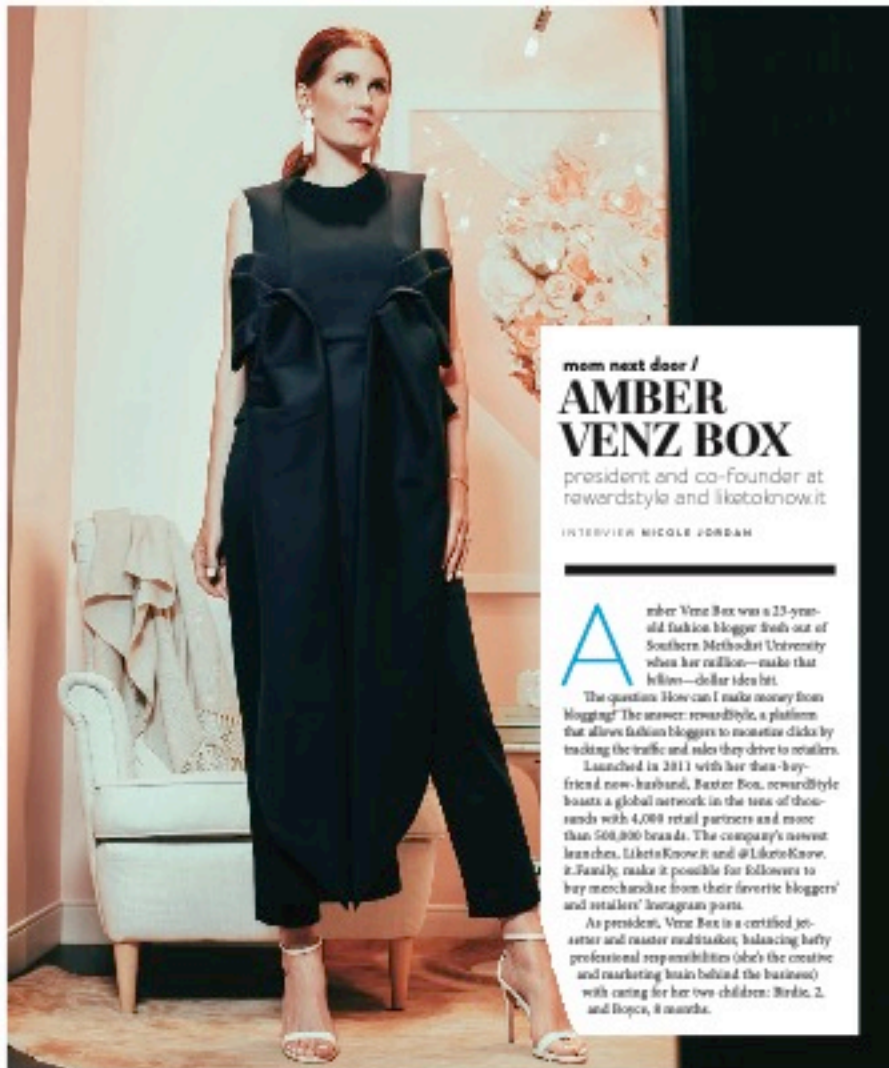 mom next door /
AMBER
VENZ BOX
president and co-founder at
rewardstyle and liketoknow.it
INTERVIEW NICOLE JORDAN
Amber Venz Box was a 23-year-
old fashion blogger fresh out of
Southern Methodist University
when her million—make that
billion—dollar idea hit.
The question: How can I make money from
blogging? The answer: rewardStyle, a platform
that allows fashion bloggers to monetize clicks by
tracking the traffic and sales they drive to retailers.
Launched in 2011 with her then-boy-
friend now-husband, Baxter Box, rewardStyle
boasts a global network in the tens of thou-
sands with 4,000 retail partners and more
than 500,000 brands. The company's newest
launches, LiketoKnow.it and @LiketoKnow.
it.Family, make it possible for followers to
buy merchandise from their favorite bloggers'
and retailers' Instagram posts.
As president, Venz Box is a certified jet-
setter and master multitasker, balancing hefty
professional responsibilities (she's the creative
and marketing brain behind the business)
with caring for her two children: Birdie, 2,
and Boyce, 8 months.